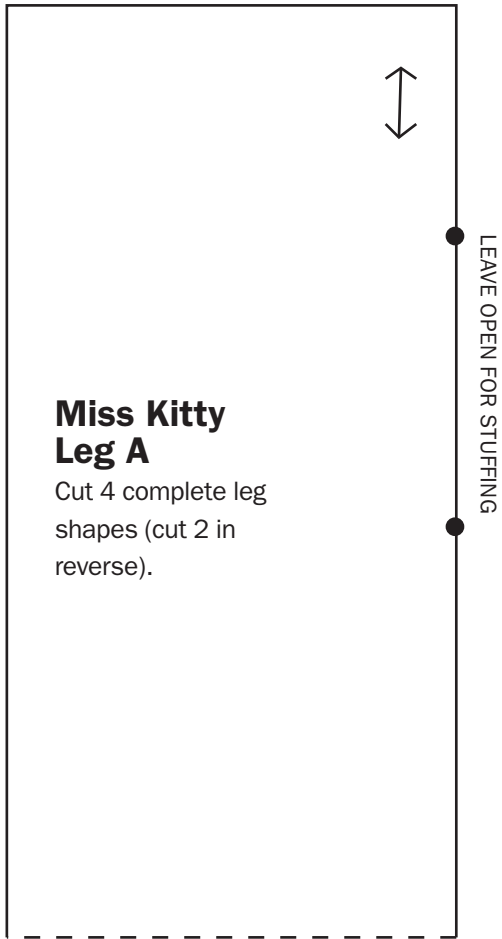 Miss Kitty
Leg A
Cut 4 complete leg
shapes (cut 2 in
reverse).
LEAVE OPEN FOR STUFFING